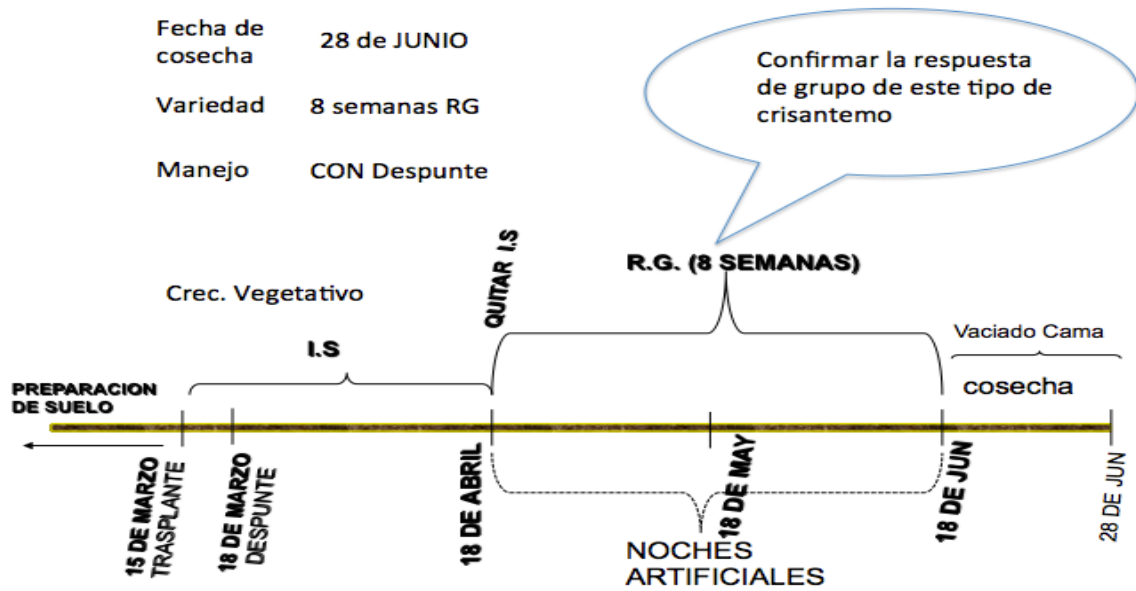 Fecha de
cosecha
28 de JUNIO
Variedad
8 semanas RG
Manejo
CON Despunte
Confirmar la respuesta
de grupo de este tipo de
crisantemo
Crec. Vegetativo
QUITAR I.S
R.G. (8 SEMANAS)
I.S
Vaciado Cama
cosecha
PREPARACION
DE SUELO
15 DE MARZO
TRASPLANTE
18 DE MARZO
DESPUNTE
18 DE ABRIL
18 DE MAY
18 DE JUN
28 DE JUN
NOCHES
ARTIFICIALES